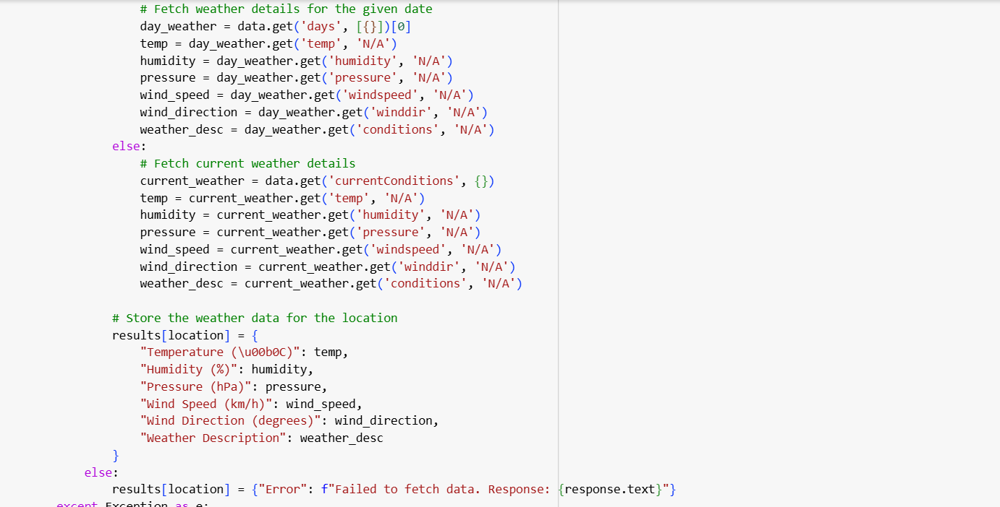 # Fetch weather details for the given date
day_weather = data.get('days', [{}])[0]
temp = day_weather.get('temp', 'N/A')
humidity = day_weather.get('humidity', 'N/A')
pressure = day_weather.get('pressure', 'N/A')
wind_speed = day_weather.get('windspeed', 'N/A')
wind_direction = day_weather.get('winddir', 'N/A')
weather_desc = day_weather.get('conditions', 'N/A')
else:
# Fetch current weather details
current_weather = data.get('currentConditions', {})
temp = current_weather.get('temp', 'N/A')
humidity = current_weather.get('humidity', 'N/A')
pressure = current_weather.get('pressure', 'N/A')
wind_speed = current_weather.get('windspeed', 'N/A')
wind_direction = current_weather.get('winddir', 'N/A')
weather_desc = current_weather.get('conditions', 'N/A')
# Store the weather data for the location
results[location] = {
"Temperature (\u00b0C)": temp,
"Humidity (%)": humidity,
"Pressure (hPa)": pressure,
"Wind Speed (km/h)": wind_speed,
"Wind Direction (degrees)": wind_direction,
"Weather Description": weather_desc
}
else:
results[location] = {"Error": f"Failed to fetch data. Response: {response.text}"}
except Exception as e: